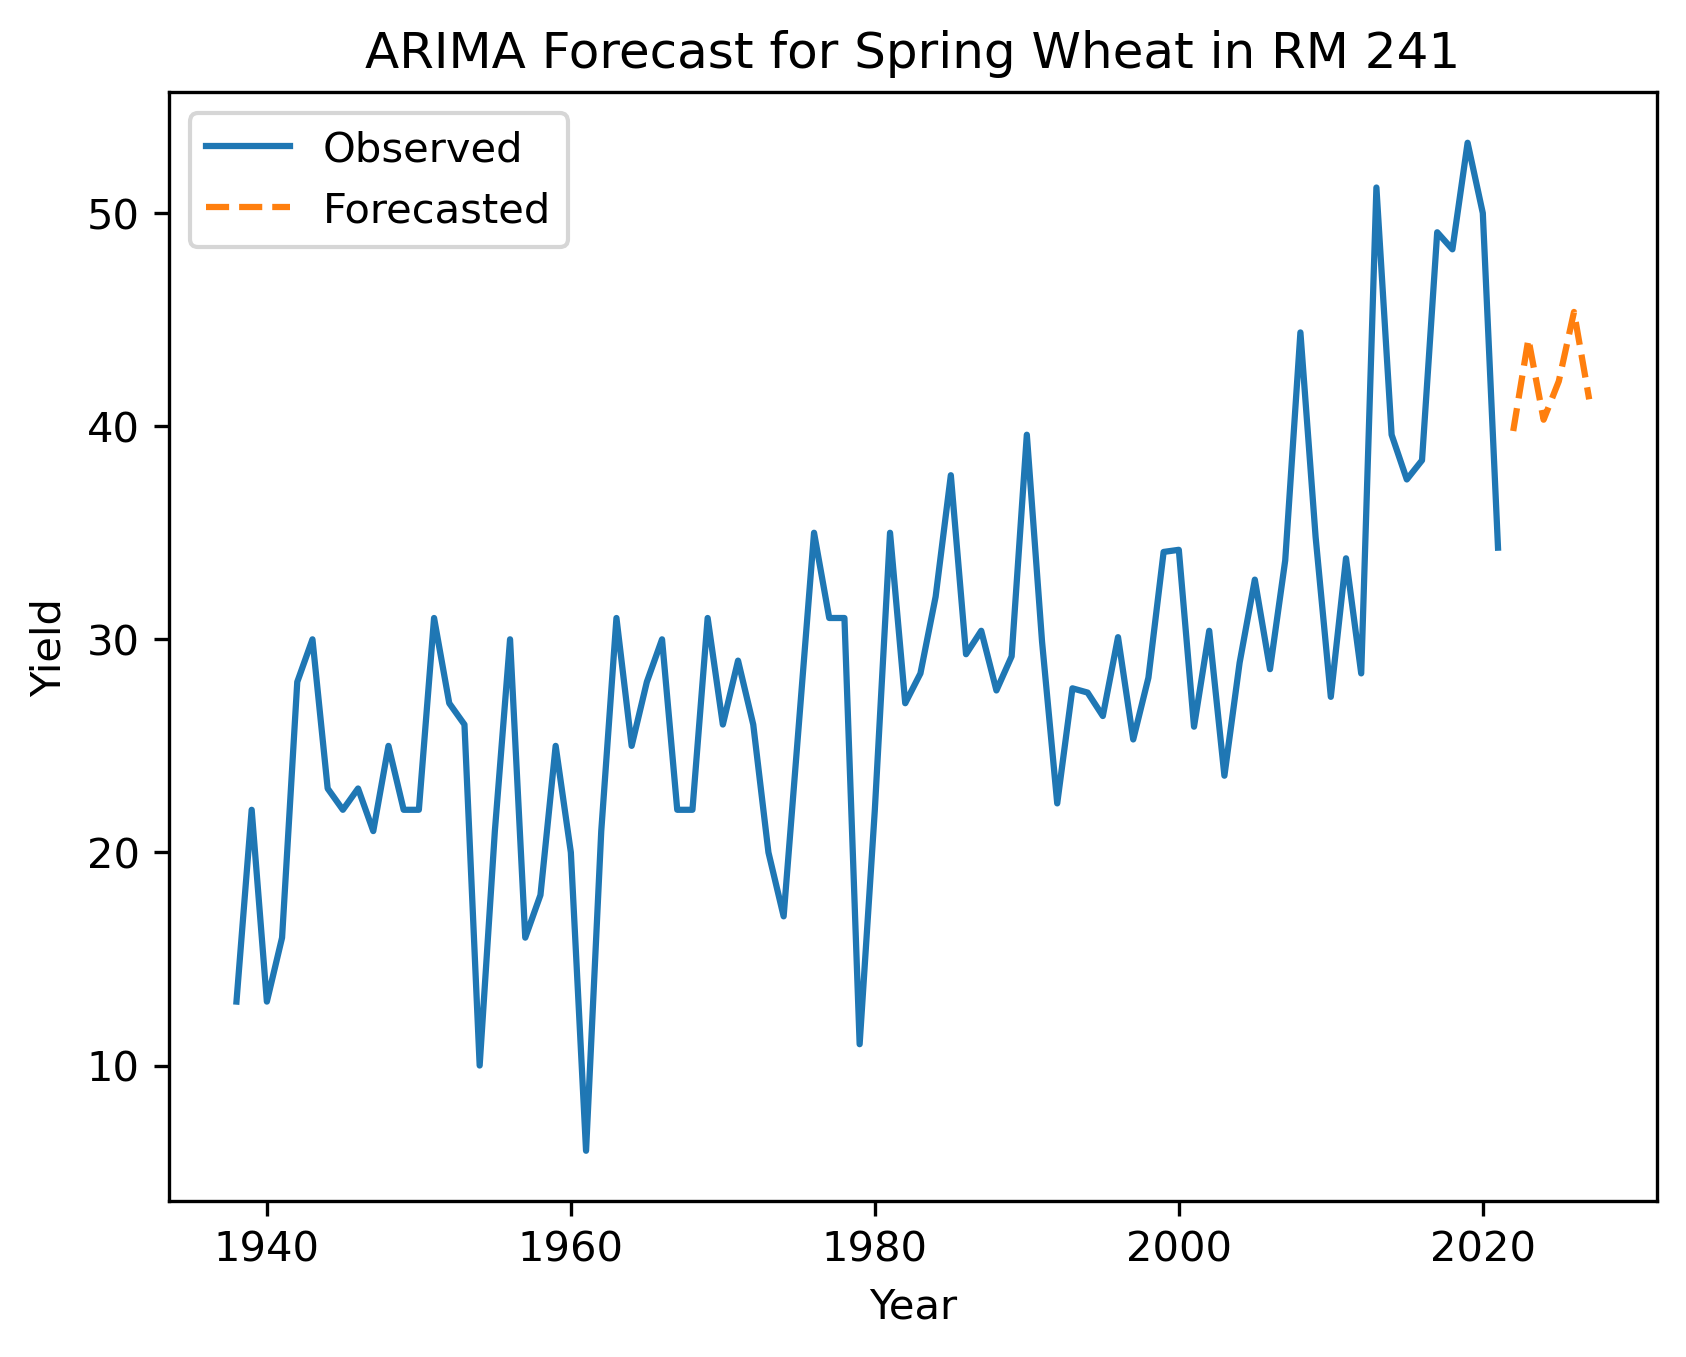 ARIMA Forecast for Spring Wheat in RM 241
Observed
Forecasted
50
40
30
20
10
Yield
1940 1960 1980 2000 2020
Year